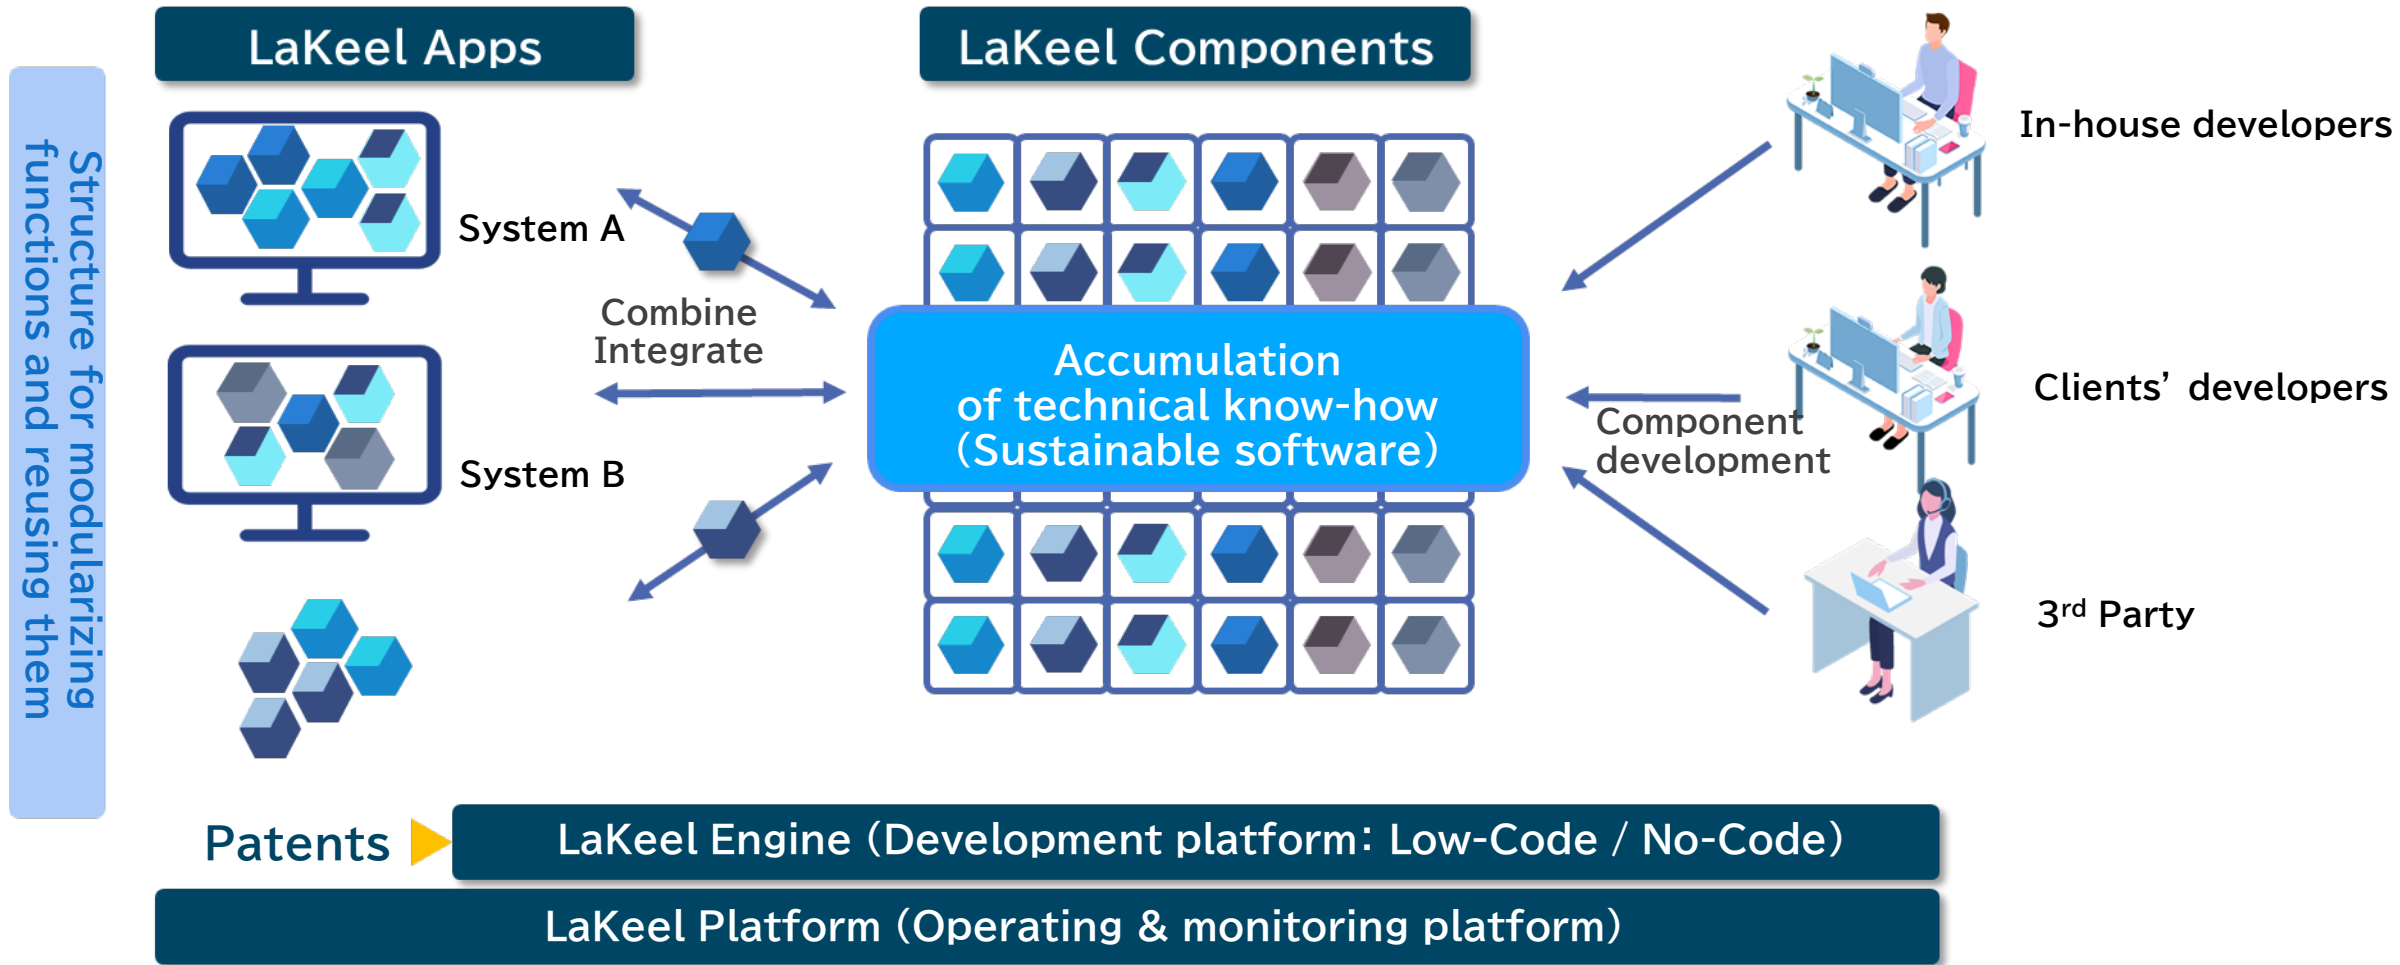 LaKeel Apps
LaKeel Components
Structure for modularizing
functions and reusing them
System A
Combine
Integrate
System B
Accumulation
of technical know-how
(Sustainable software)
In-house developers
Clients’ developers
Component
development
3rd Party
Patents
LaKeel Engine (Development platform: Low-Code / No-Code)
LaKeel Platform (Operating & monitoring platform)